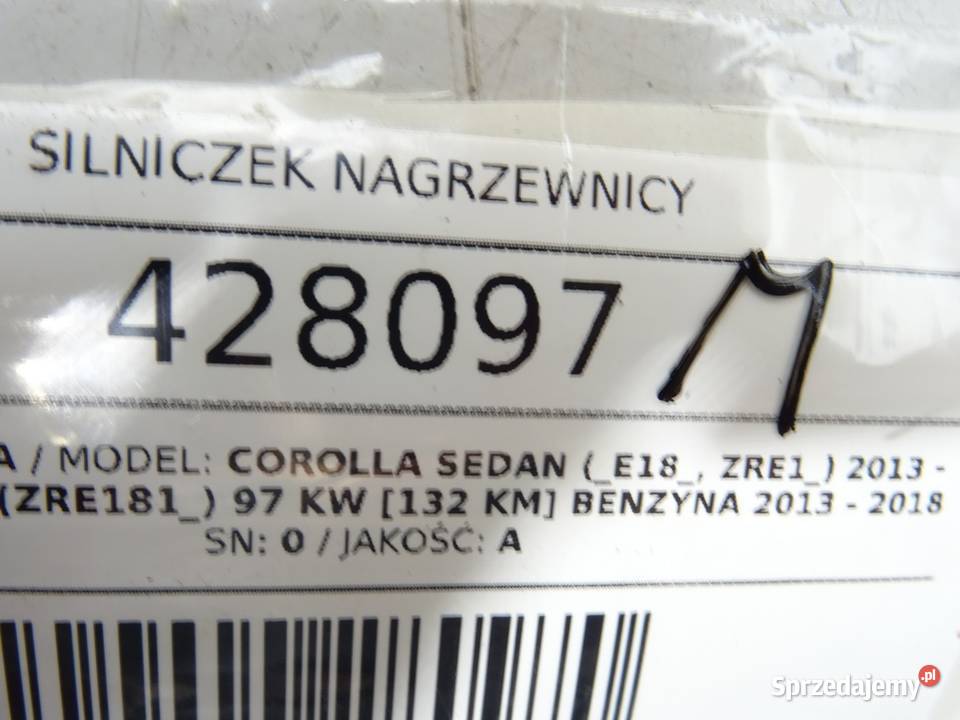 SILNICZEK NAGRZEWNICY
428097 M
A / MODEL: COROLLA SEDAN (_E18_, ZRE1_) 2013 -
(ZRE181_) 97 KW [132 KM] BENZYNA 2013 - 2018
SN: 0 / JAKOŚĆ: A
Sprzedajemy.pl